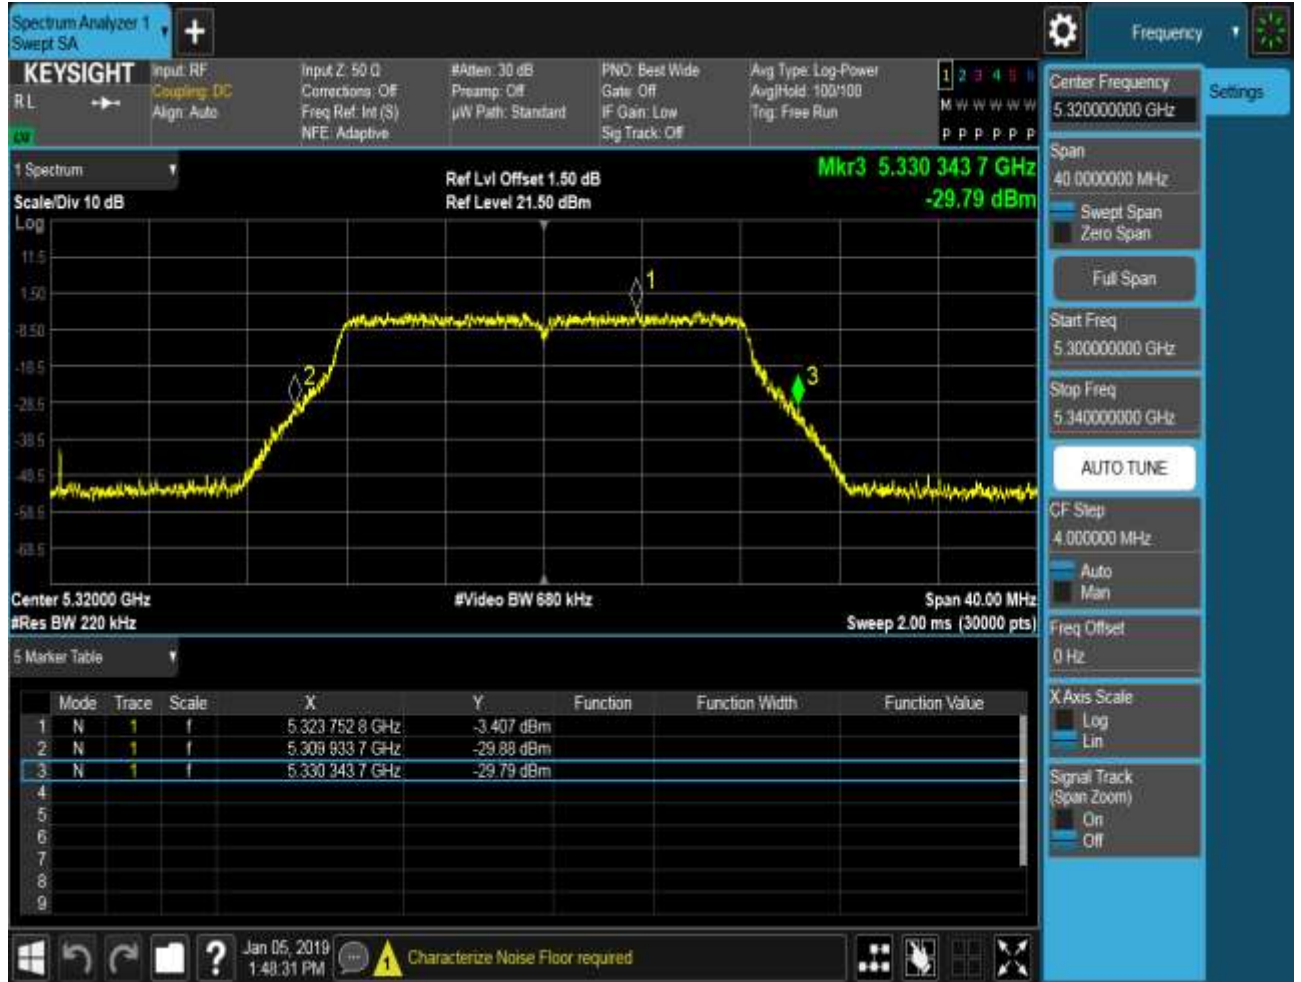 Spectrum Analyzer 1
Swept SA
Frequency
KEYSIGHT
R L
Input: RF
Coupling: DC
Align: Auto
Input Z: 50 Ω
Corrections: Off
Freq Ref: Int (S)
NFE: Adaptive
#Atten: 30 dB
Preamp: Off
µW Path: Standard
PNO: Best Wide
Gate: Off
IF Gain: Low
Sig Track: Off
Avg Type: Log-Power
Avg|Hold: 100/100
Trig: Free Run
1 2 3 4 5 6
M W W W W W
P P P P P P
1 Spectrum
Scale/Div 10 dB
Ref Lvl Offset 1.50 dB
Ref Level 21.50 dBm
Mkr3 5.330 343 7 GHz
-29.79 dBm
Log
11.5
1.50
-8.50
-18.5
-28.5
-38.5
-48.5
-58.5
-68.5
1
2
3
Center 5.32000 GHz
#Res BW 220 kHz
#Video BW 680 kHz
Span 40.00 MHz
Sweep 2.00 ms (30000 pts)
5 Marker Table
Mode Trace Scale X Y Function Function Width Function Value
1 N 1 f 5.323 752 8 GHz -3.407 dBm
2 N 1 f 5.309 933 7 GHz -29.88 dBm
3 N 1 f 5.330 343 7 GHz -29.79 dBm
4
5
6
7
8
9
Jan 05, 2019
1:48:31 PM
1
Characterize Noise Floor required
Settings
Center Frequency
5.320000000 GHz
Span
40.0000000 MHz
Swept Span
Zero Span
Full Span
Start Freq
5.300000000 GHz
Stop Freq
5.340000000 GHz
AUTO TUNE
CF Step
4.000000 MHz
Auto
Man
Freq Offset
0 Hz
X Axis Scale
Log
Lin
Signal Track
(Span Zoom)
On
Off